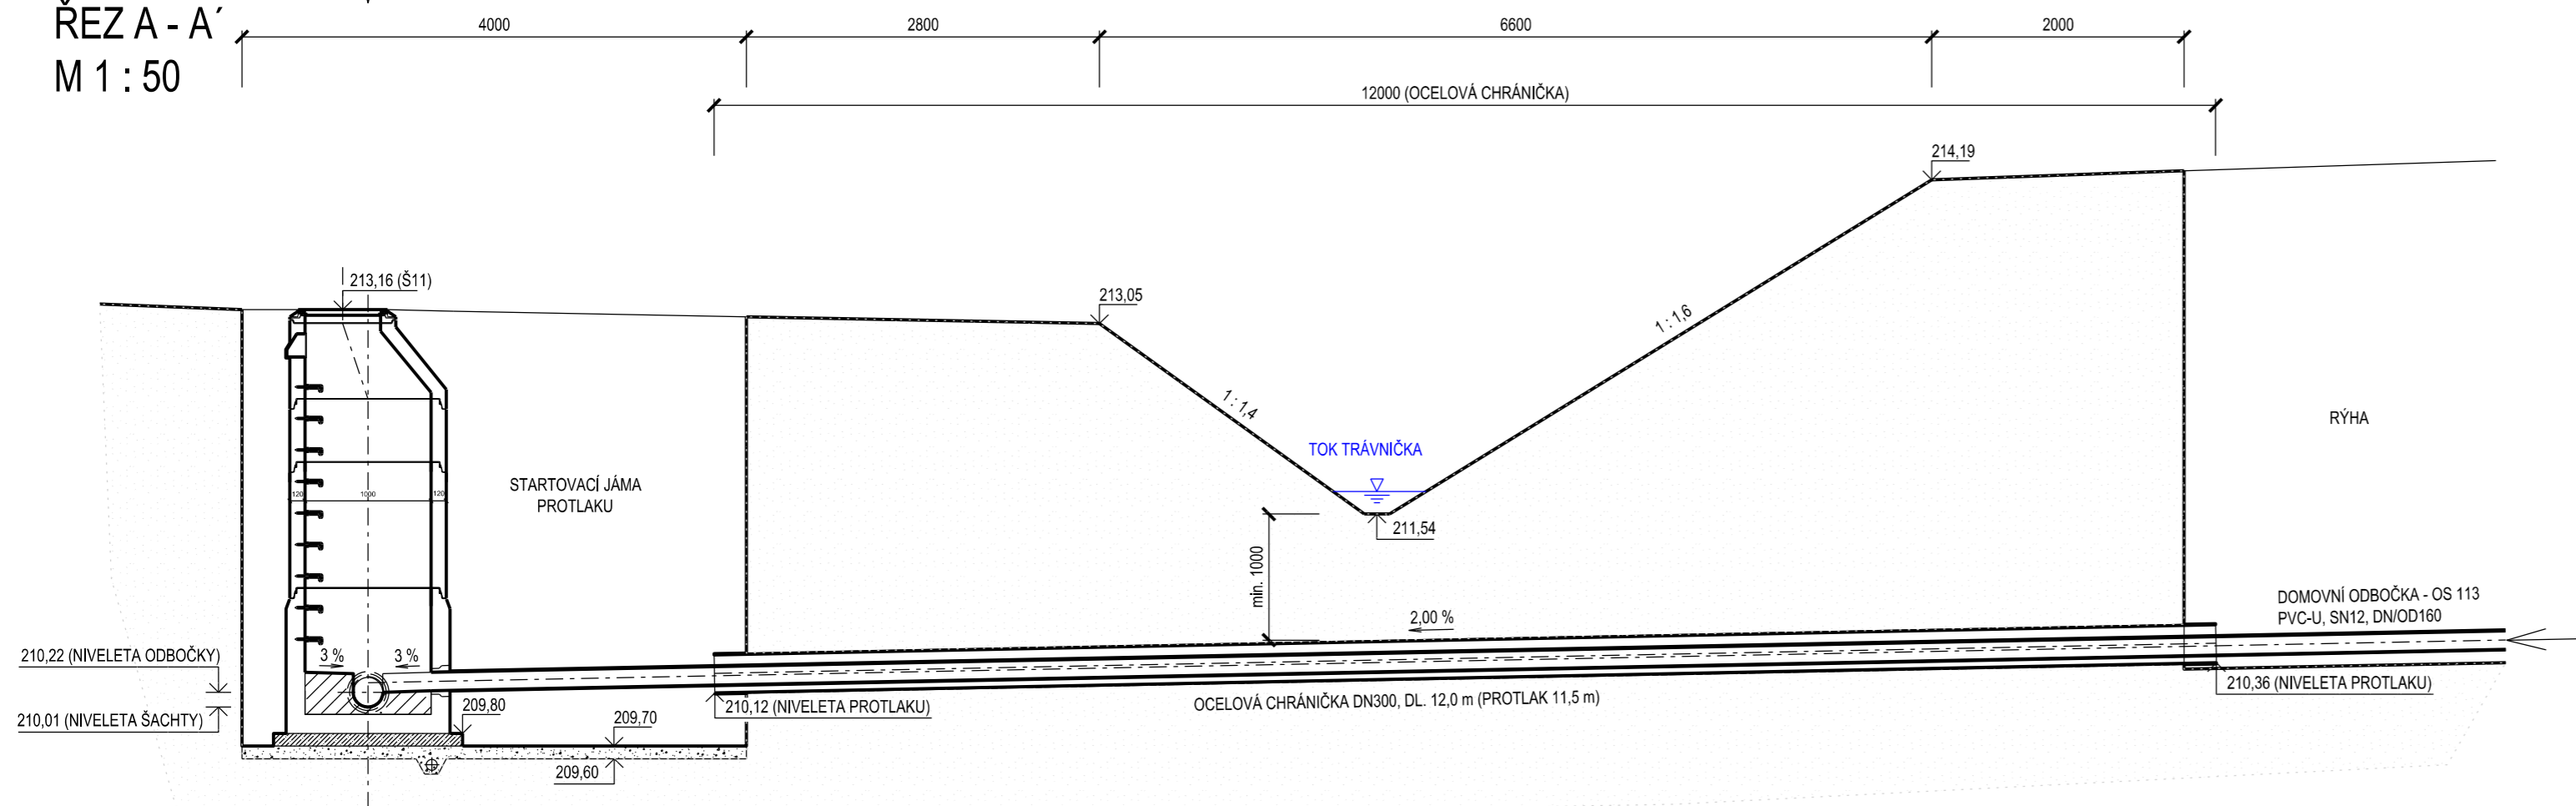 ŘEZ A - A´
M 1 : 50
4000
2800
6600
2000
12000 (OCELOVÁ CHRÁNIČKA)
214,19
213,16 (Š11)
213,05
1 : 1,6
1 : 1,4
RÝHA
TOK TRÁVNIČKA
STARTOVACÍ JÁMA
PROTLAKU
120
1000
120
211,54
min. 1000
2,00 %
DOMOVNÍ ODBOČKA - OS 113
PVC-U, SN12, DN/OD160
210,22 (NIVELETA ODBOČKY)
3 %
3 %
210,36 (NIVELETA PROTLAKU)
210,01 (NIVELETA ŠACHTY)
209,80
210,12 (NIVELETA PROTLAKU)
OCELOVÁ CHRÁNIČKA DN300, DL. 12,0 m (PROTLAK 11,5 m)
209,70
209,60